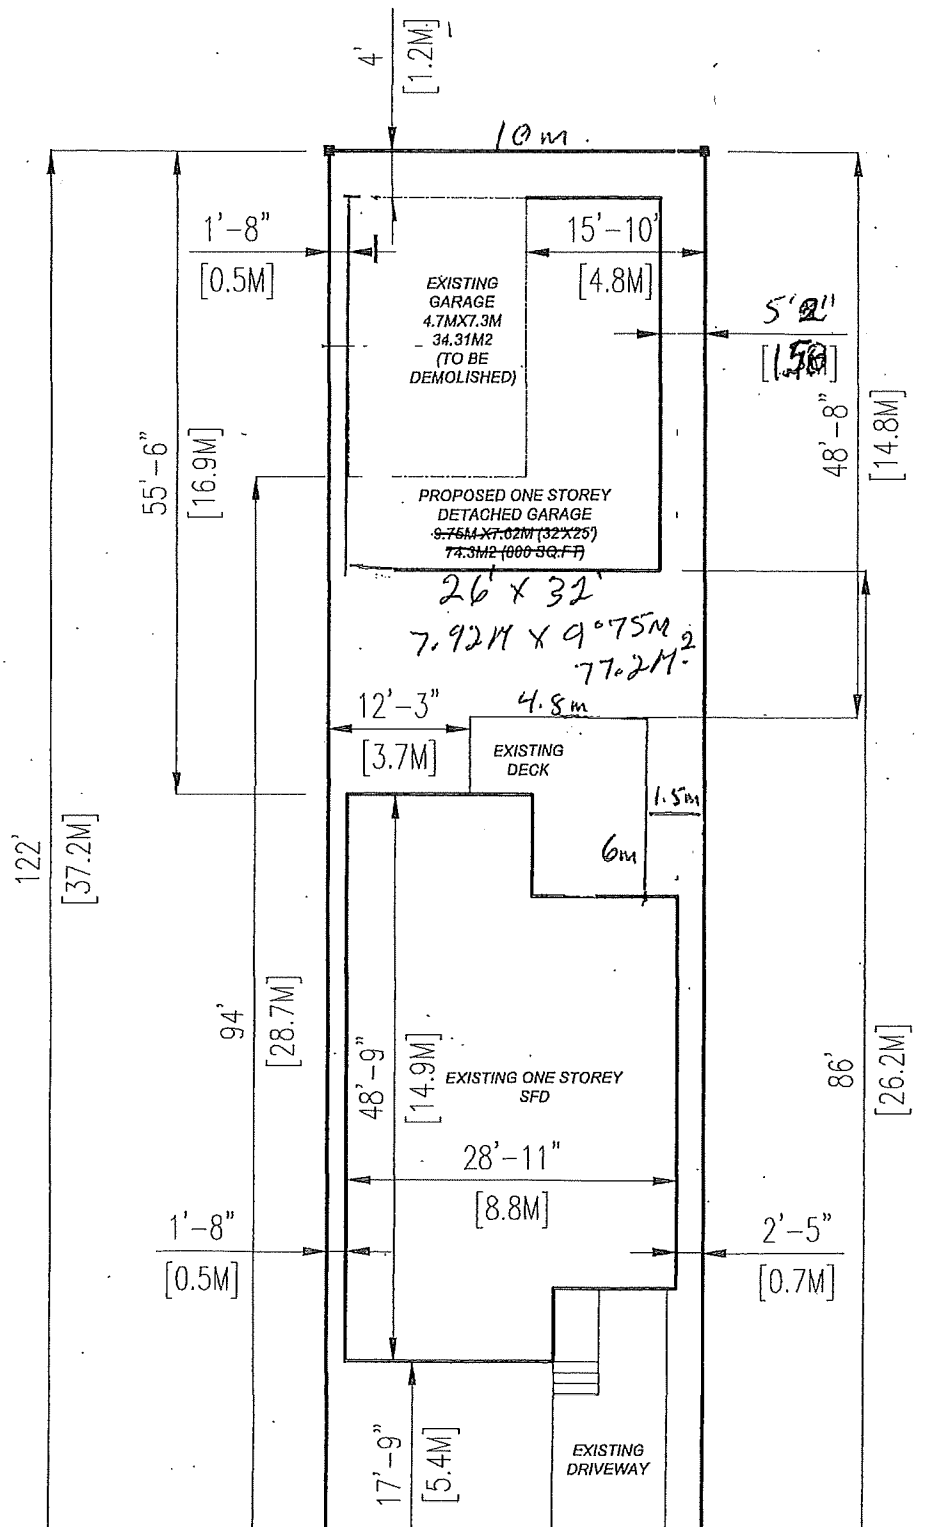 4'
[1.2M]
10m.
1'-8"
[0.5M]
15'-10'
[4.8M]
EXISTING
GARAGE
4.7MX7.3M
34.31M2
(TO BE
DEMOLISHED)
5'2"
55'-6"
[16.9M]
48'-8"
[14.8M]
PROPOSED ONE STOREY
DETACHED GARAGE
9.75M X7.62M (32'X25')
74.3M2 (800 SQ.FT)
26' X 32'
7.92M X 9.75M
77.2M²
12'-3"
[3.7M]
4.8m
EXISTING
DECK
1.5m
6m
122'
[37.2M]
94'
[28.7M]
48'-9"
[14.9M]
EXISTING ONE STOREY
SFD
86'
[26.2M]
28'-11"
[8.8M]
1'-8"
[0.5M]
2'-5"
[0.7M]
17'-9"
[5.4M]
EXISTING
DRIVEWAY